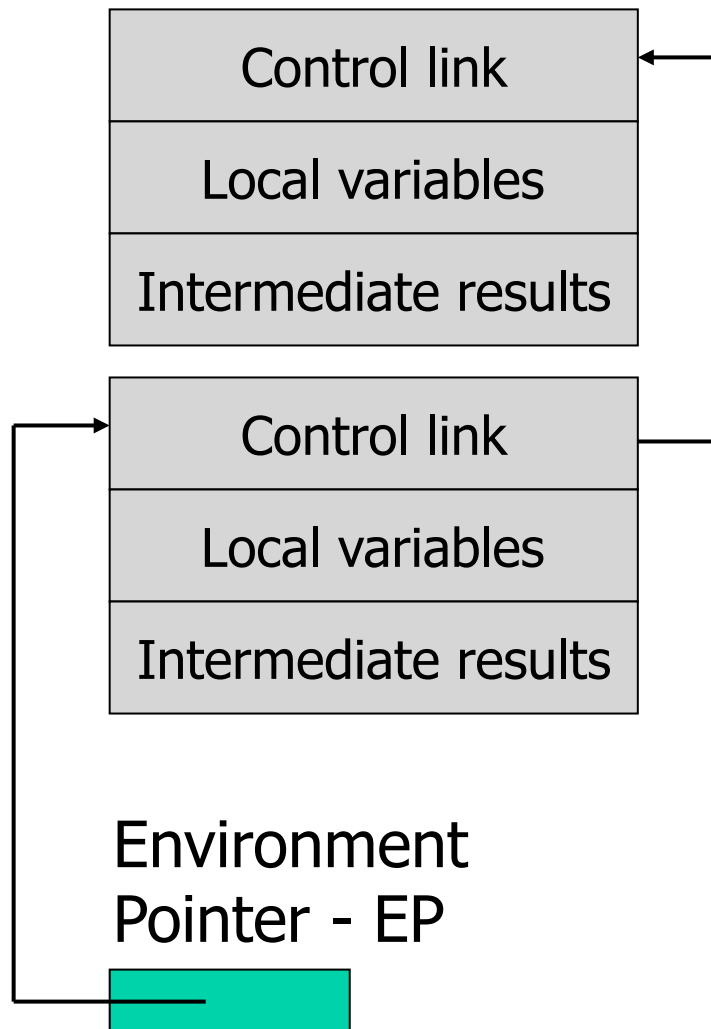 Control link
Local variables
Intermediate results
Control link
Local variables
Intermediate results
Environment
Pointer - EP